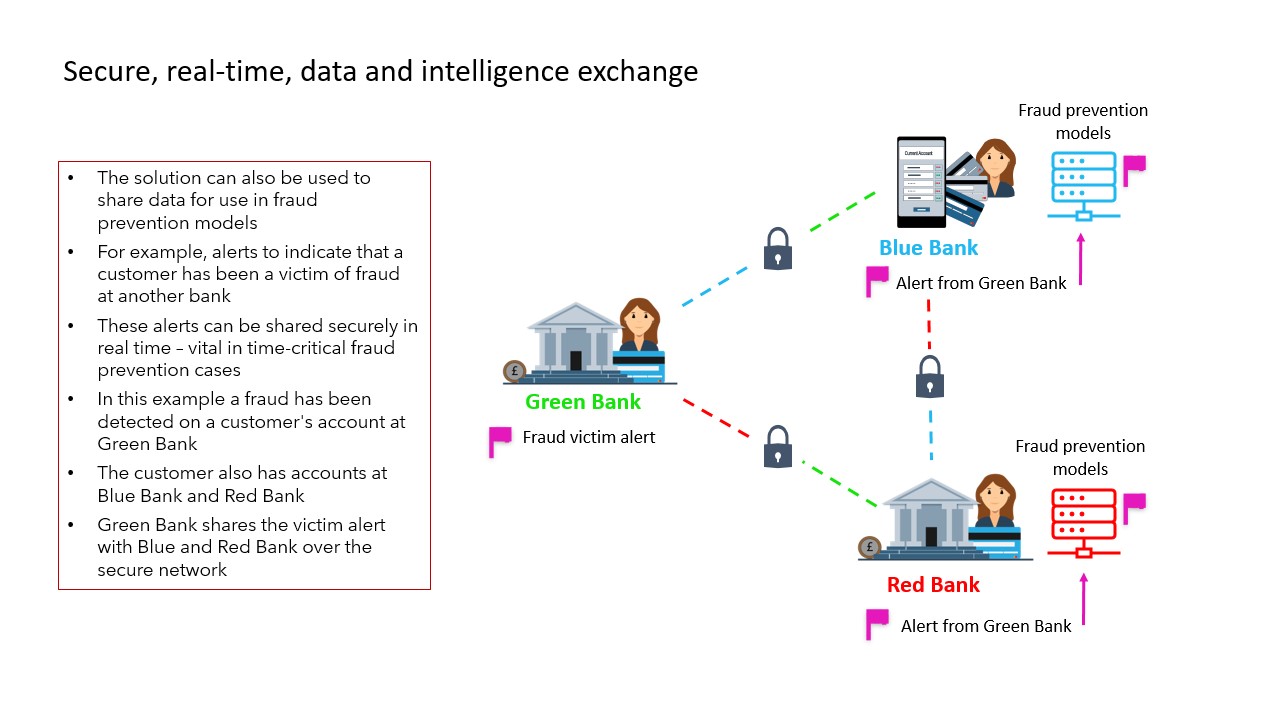 Secure, real-time, data and intelligence exchange
• The solution can also be used to
share data for use in fraud
prevention models
• For example, alerts to indicate that a
customer has been a victim of fraud
at another bank
• These alerts can be shared securely in
real time – vital in time-critical fraud
prevention cases
• In this example a fraud has been
detected on a customer's account at
Green Bank
• The customer also has accounts at
Blue Bank and Red Bank
• Green Bank shares the victim alert
with Blue and Red Bank over the
secure network
£
Green Bank
Fraud victim alert
Current Account
Blue Bank
Alert from Green Bank
Fraud prevention
models
£
Red Bank
Alert from Green Bank
Fraud prevention
models